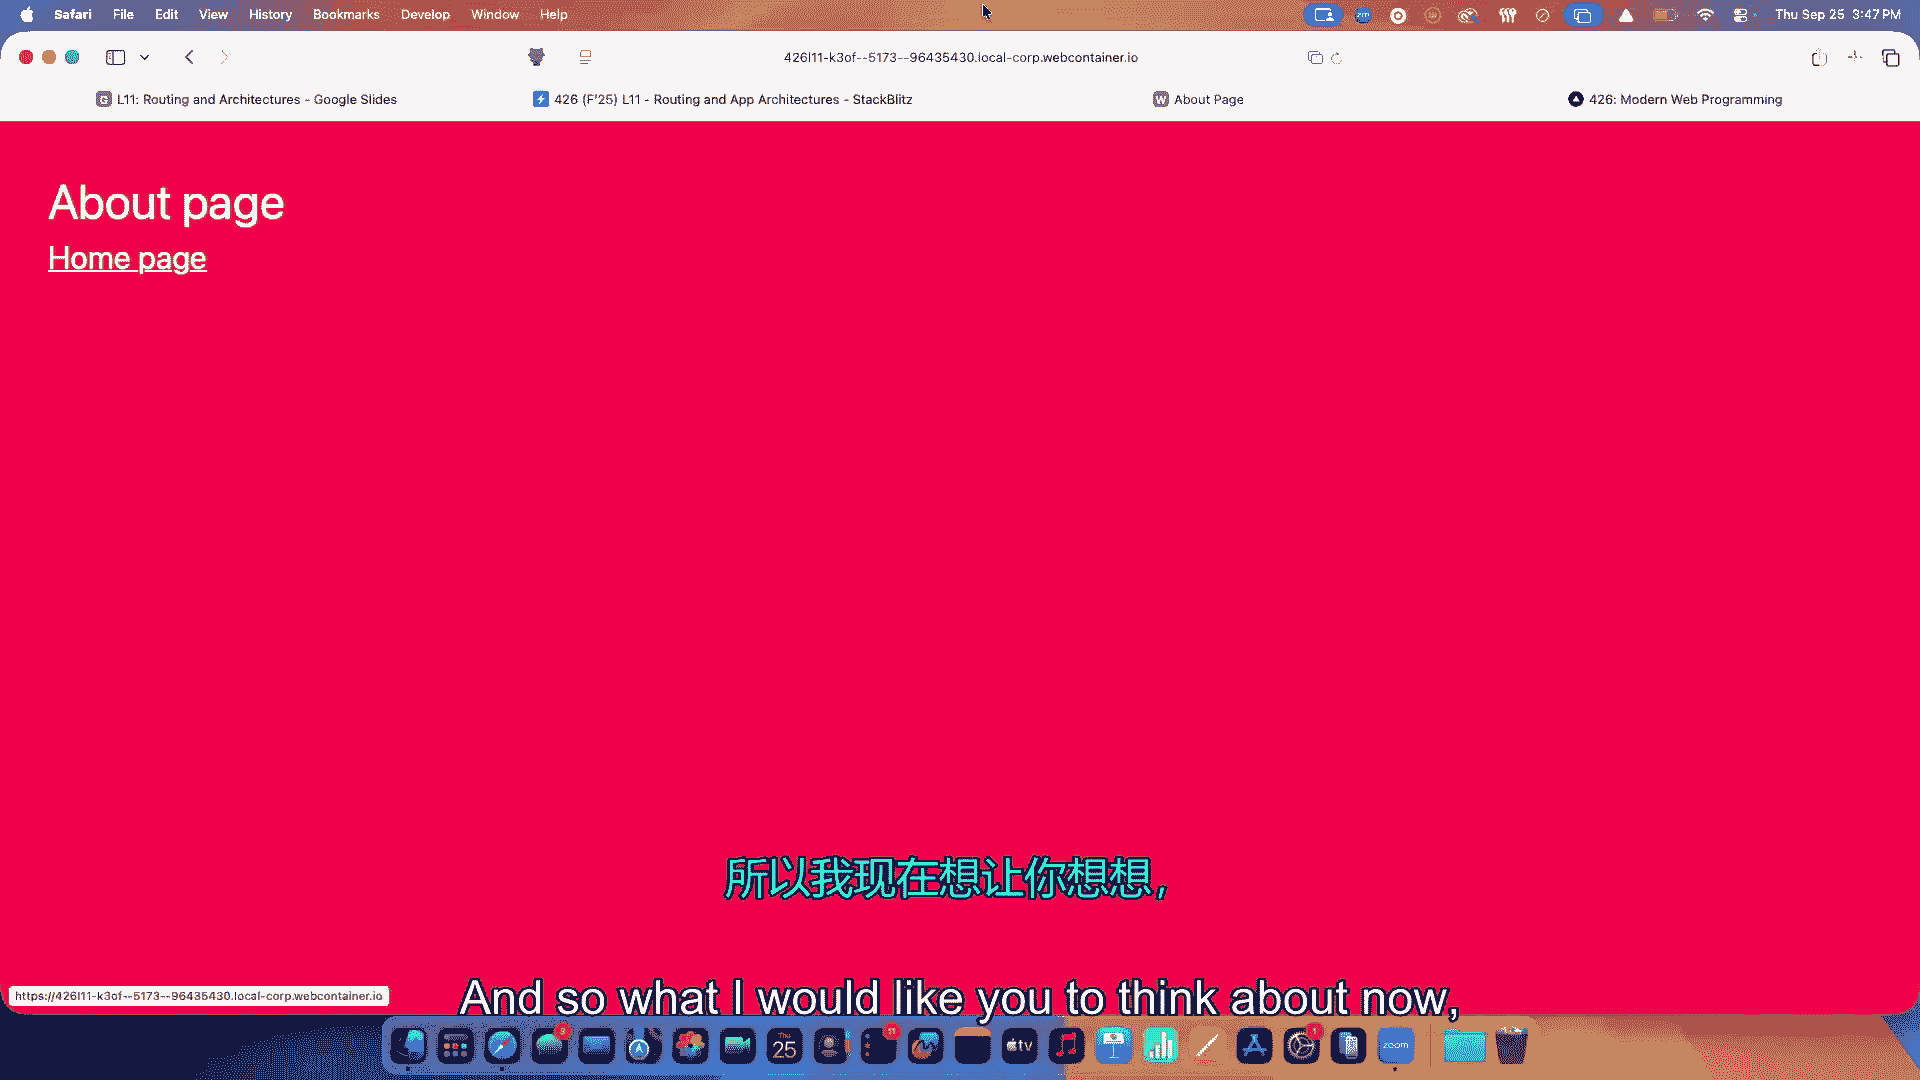 Safari File Edit View History Bookmarks Develop Window Help
Thu Sep 25 3:47 PM
426l11-k3of--5173--96435430.local-corp.webcontainer.io
L11: Routing and Architectures - Google Slides
426 (F'25) L11 - Routing and App Architectures - StackBlitz
About Page
426: Modern Web Programming
About page
Home page
所以我现在想让你想想，
https://426l11-k3of--5173--96435430.local-corp.webcontainer.io
And so what I would like you to think about now,
Thu
25
tv
zoom